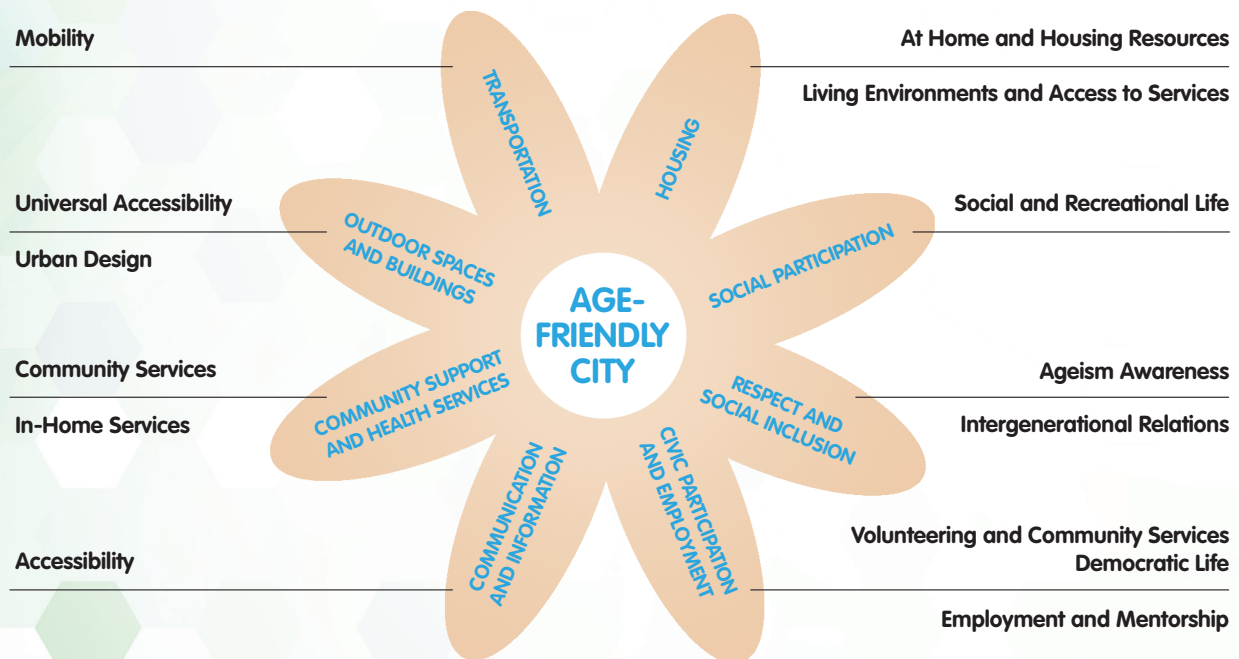 Mobility
At Home and Housing Resources
Living Environments and Access to Services
TRANSPORTATION
HOUSING
Universal Accessibility
Urban Design
OUTDOOR SPACES
AND BUILDINGS
Social and Recreational Life
SOCIAL PARTICIPATION
AGE-
FRIENDLY
CITY
Community Services
In-Home Services
COMMUNITY SUPPORT
AND HEALTH SERVICES
Ageism Awareness
Intergenerational Relations
RESPECT AND
SOCIAL INCLUSION
Accessibility
COMMUNICATION
AND INFORMATION
CIVIC PARTICIPATION
AND EMPLOYMENT
Volunteering and Community Services
Democratic Life
Employment and Mentorship